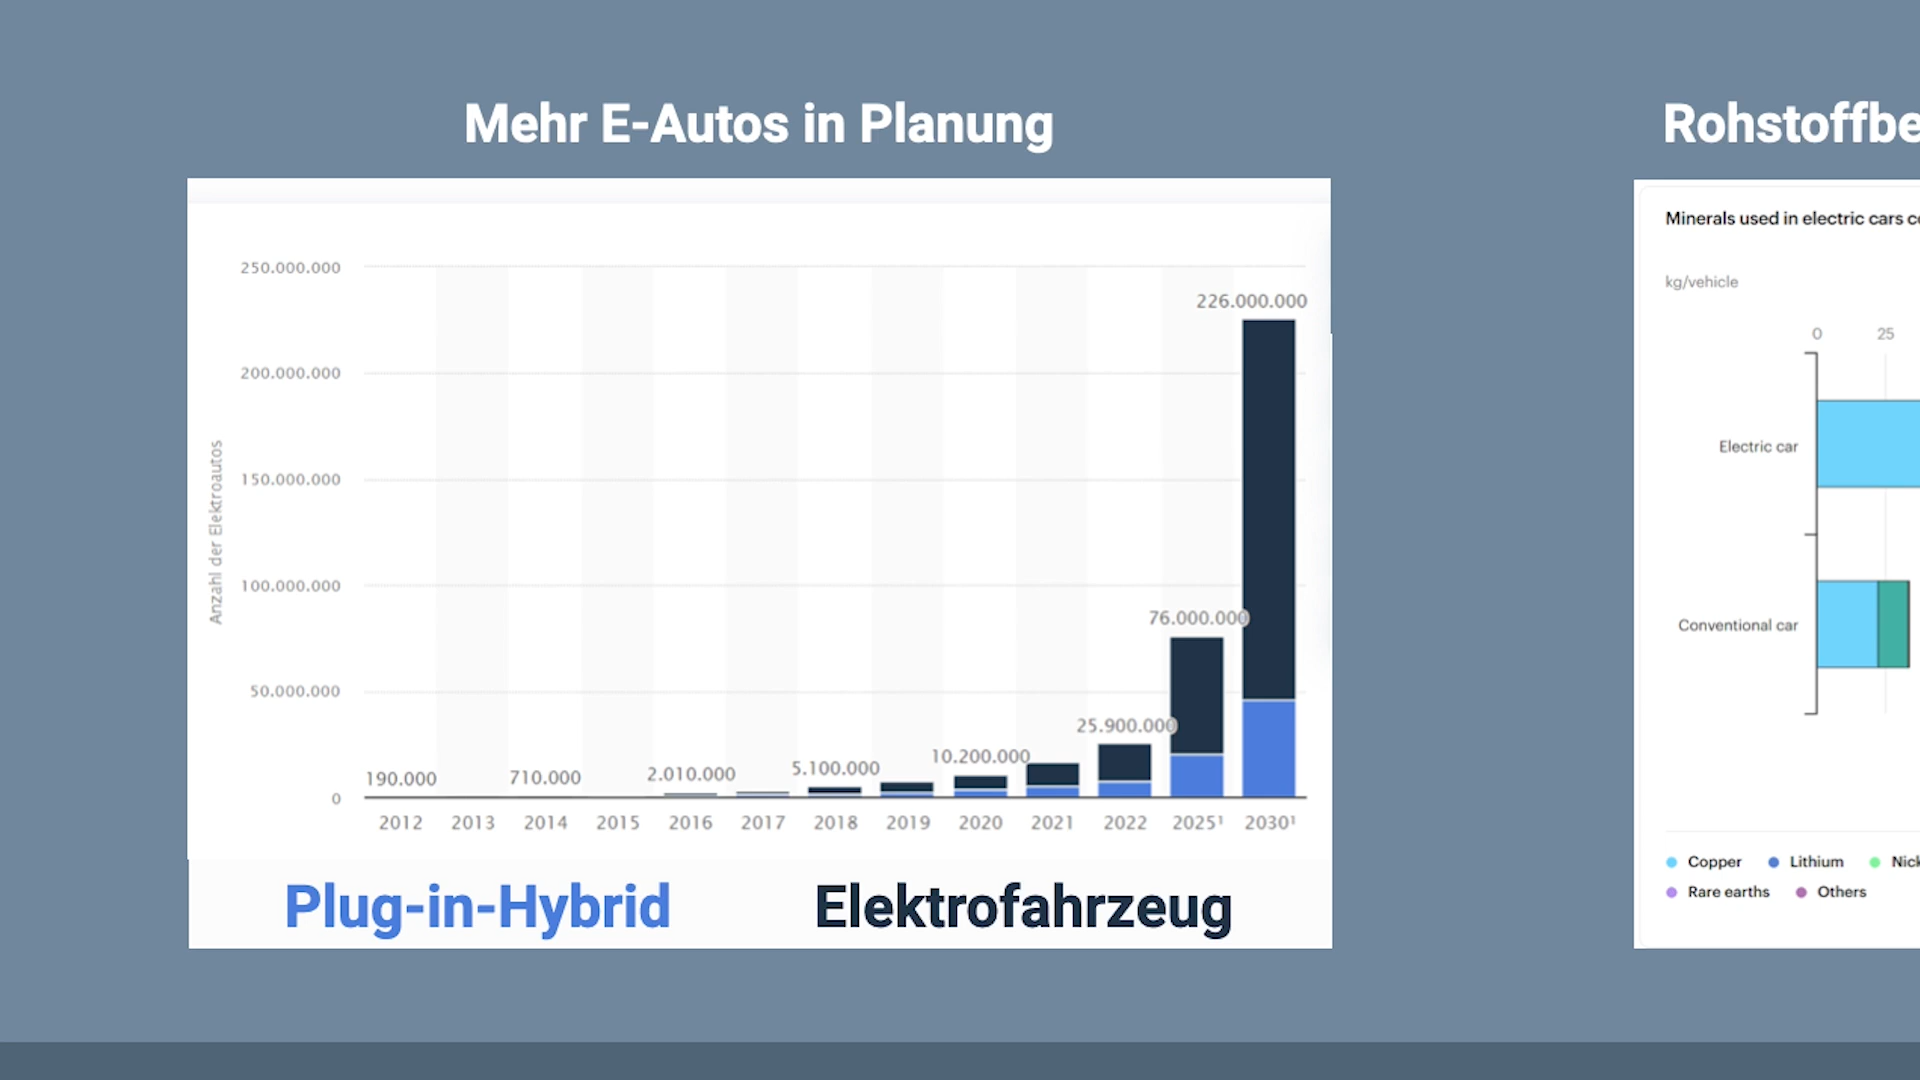 Mehr E-Autos in Planung
250.000.000
200.000.000
150.000.000
100.000.000
50.000.000
0
Anzahl der Elektroautos
190.000
710.000
2.010.000
5.100.000
10.200.000
25.900.000
76.000.000
226.000.000
2012 2013 2014 2015 2016 2017 2018 2019 2020 2021 2022 2025¹ 2030¹
Plug-in-Hybrid Elektrofahrzeug
Rohstoffbe
Minerals used in electric cars c
kg/vehicle
0 25
Electric car
Conventional car
Copper Lithium Nick
Rare earths Others